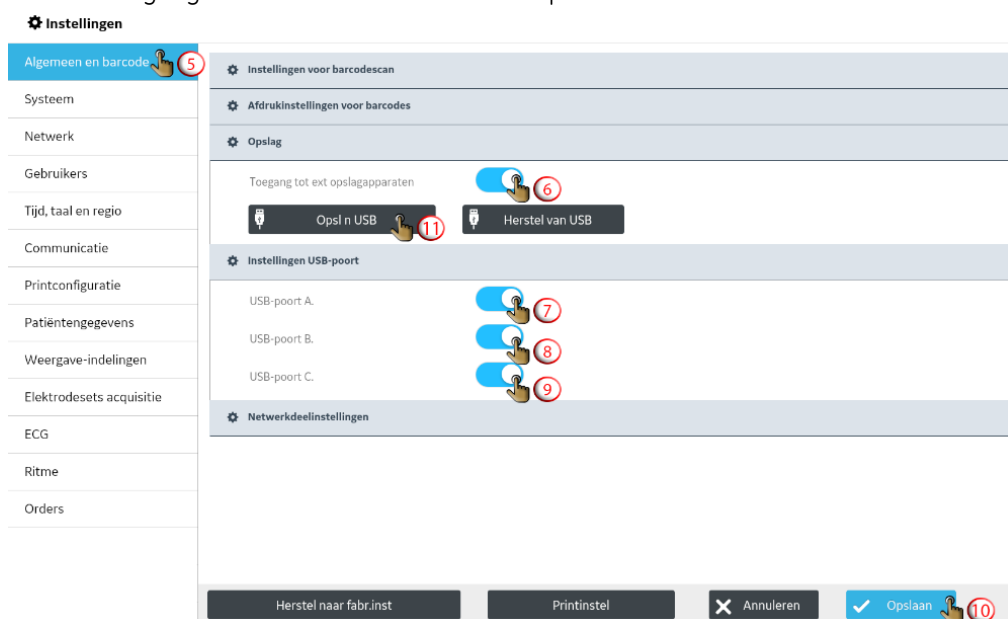 Instellingen
Algemeen en barcode 5
Systeem
Netwerk
Gebruikers
Tijd, taal en regio
Communicatie
Printconfiguratie
Patiëntengegevens
Weergave-indelingen
Elektrodesets acquisitie
ECG
Ritme
Orders
Instellingen voor barcodescan
Afdrukinstellingen voor barcodes
Opslag
Toegang tot ext opslagapparaten 6
Opsl n USB 11 Herstel van USB
Instellingen USB-poort
USB-poort A. 7
USB-poort B. 8
USB-poort C. 9
Netwerkdeelinstellingen
Herstel naar fabr.inst Printinstel Annuleren Opslaan 10